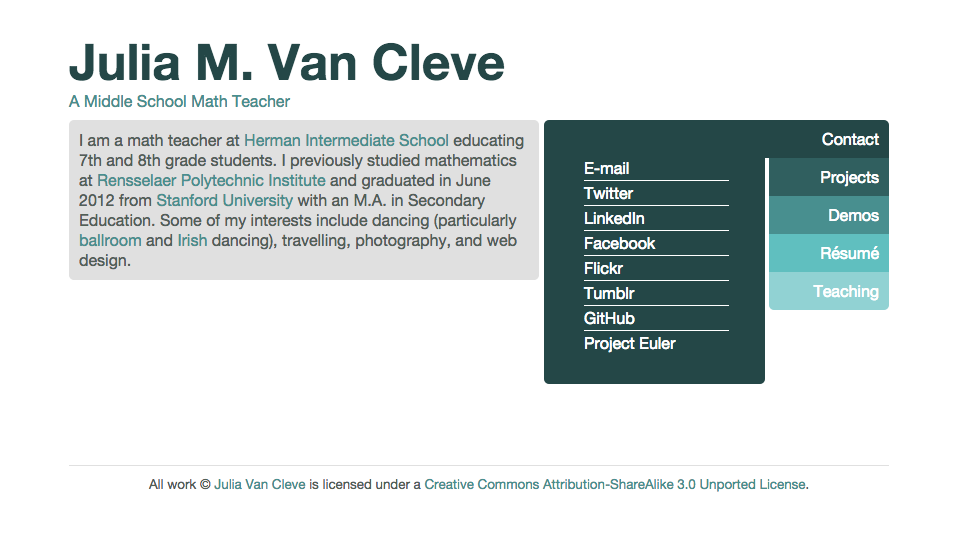 Julia M. Van Cleve
A Middle School Math Teacher
I am a math teacher at Herman Intermediate School educating
7th and 8th grade students. I previously studied mathematics
at Rensselaer Polytechnic Institute and graduated in June
2012 from Stanford University with an M.A. in Secondary
Education. Some of my interests include dancing (particularly
ballroom and Irish dancing), travelling, photography, and web
design.
E-mail
Twitter
LinkedIn
Facebook
Flickr
Tumblr
GitHub
Project Euler
Contact
Projects
Demos
Résumé
Teaching
All work © Julia Van Cleve is licensed under a Creative Commons Attribution-ShareAlike 3.0 Unported License.